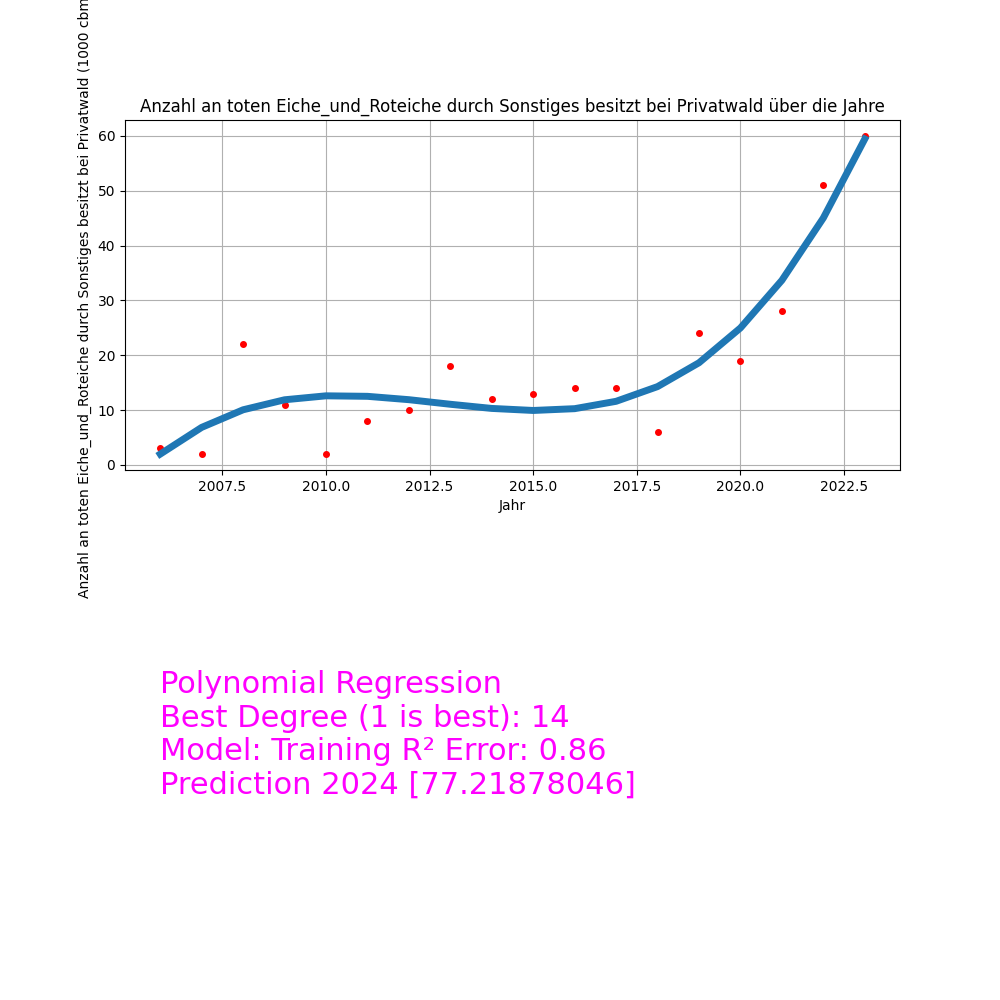 Anzahl an toten Eiche_und_Roteiche durch Sonstiges besitzt bei Privatwald über die Jahre
Anzahl an toten Eiche_und_Roteiche durch Sonstiges besitzt bei Privatwald (1000 cbm
60
50
40
30
20
10
0
2007.5 2010.0 2012.5 2015.0 2017.5 2020.0 2022.5
Jahr
Polynomial Regression
Best Degree (1 is best): 14
Model: Training R² Error: 0.86
Prediction 2024 [77.21878046]